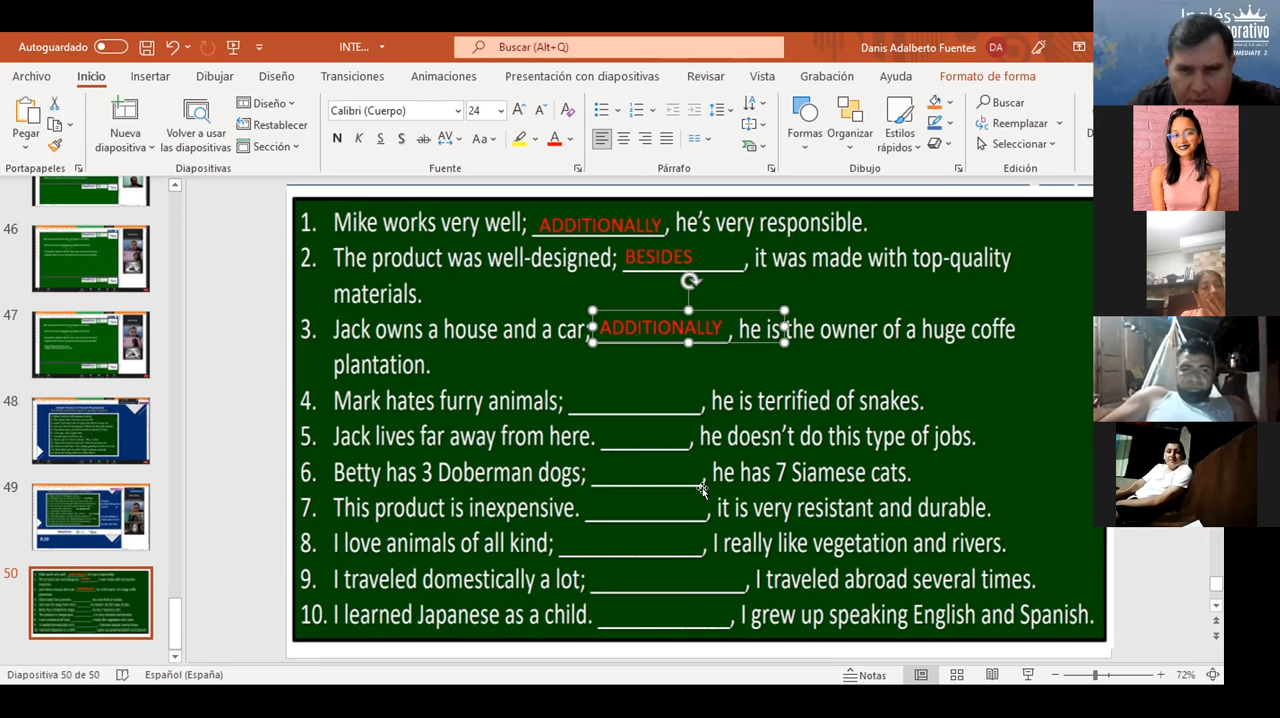 Autoguardado
INTE...
Buscar (Alt+Q)
Danis Adalberto Fuentes
DA
Archivo
Inicio
Insertar
Dibujar
Diseño
Transiciones
Animaciones
Presentación con diapositivas
Revisar
Vista
Grabación
Ayuda
Formato de forma
Pegar
Nueva diapositiva
Volver a usar las diapositivas
Diseño
Restablecer
Sección
Calibri (Cuerpo)
24
Formas
Organizar
Estilos rápidos
Buscar
Reemplazar
Seleccionar
Portapapeles
Diapositivas
Fuente
Párrafo
Dibujo
Edición
46
47
48
49
50
1. Mike works very well; ADDITIONALLY, he's very responsible.
2. The product was well-designed; BESIDES, it was made with top-quality
materials.
3. Jack owns a house and a car; ADDITIONALLY, he is the owner of a huge coffe
plantation.
4. Mark hates furry animals; ____________, he is terrified of snakes.
5. Jack lives far away from here. ________, he doesn't do this type of jobs.
6. Betty has 3 Doberman dogs; __________, he has 7 Siamese cats.
7. This product is inexpensive. ___________, it is very resistant and durable.
8. I love animals of all kind; _____________, I really like vegetation and rivers.
9. I traveled domestically a lot; ______________, I traveled abroad several times.
10. I learned Japanese as a child. ____________, I grew up speaking English and Spanish.
Diapositiva 50 de 50
Español (España)
Notas
72%